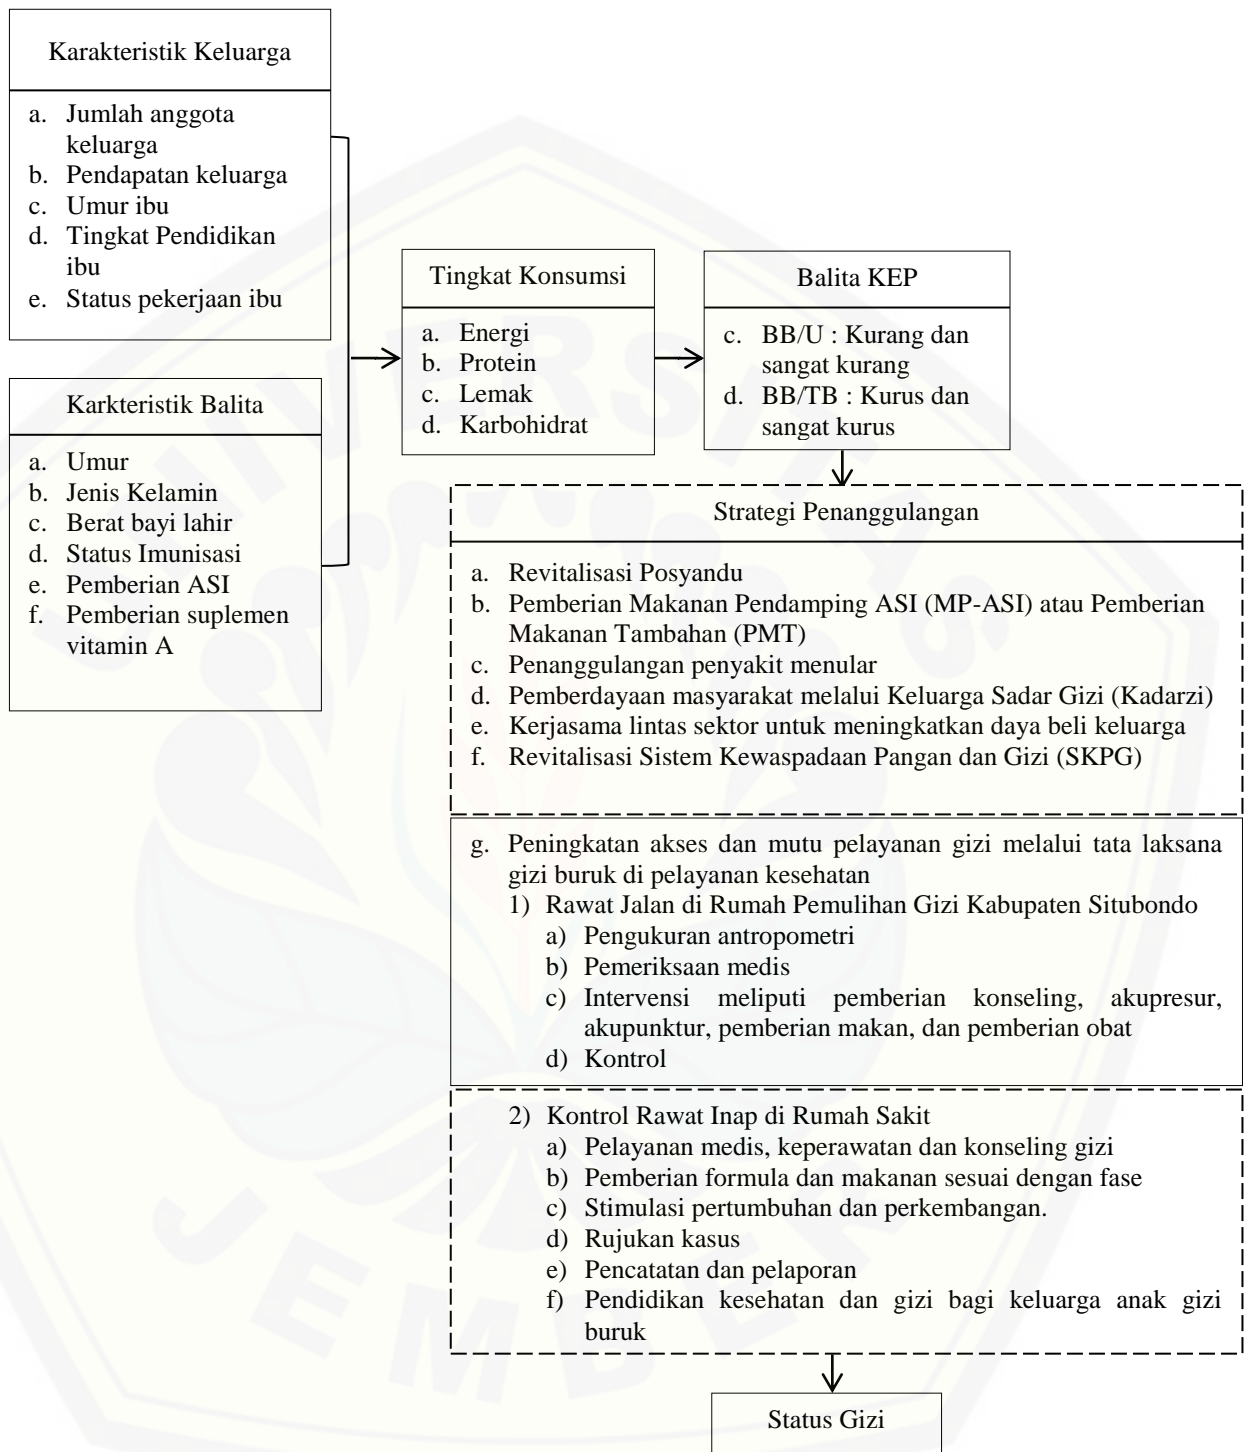 Karakteristik Keluarga
a. Jumlah anggota
keluarga
b. Pendapatan keluarga
c. Umur ibu
d. Tingkat Pendidikan
ibu
e. Status pekerjaan ibu
Karkteristik Balita
a. Umur
b. Jenis Kelamin
c. Berat bayi lahir
d. Status Imunisasi
e. Pemberian ASI
f. Pemberian suplemen
vitamin A
Tingkat Konsumsi
a. Energi
b. Protein
c. Lemak
d. Karbohidrat
Balita KEP
c. BB/U : Kurang dan
sangat kurang
d. BB/TB : Kurus dan
sangat kurus
Strategi Penanggulangan
a. Revitalisasi Posyandu
b. Pemberian Makanan Pendamping ASI (MP-ASI) atau Pemberian
Makanan Tambahan (PMT)
c. Penanggulangan penyakit menular
d. Pemberdayaan masyarakat melalui Keluarga Sadar Gizi (Kadarzi)
e. Kerjasama lintas sektor untuk meningkatkan daya beli keluarga
f. Revitalisasi Sistem Kewaspadaan Pangan dan Gizi (SKPG)
g. Peningkatan akses dan mutu pelayanan gizi melalui tata laksana
gizi buruk di pelayanan kesehatan
1) Rawat Jalan di Rumah Pemulihan Gizi Kabupaten Situbondo
a) Pengukuran antropometri
b) Pemeriksaan medis
c) Intervensi meliputi pemberian konseling, akupresur,
akupunktur, pemberian makan, dan pemberian obat
d) Kontrol
2) Kontrol Rawat Inap di Rumah Sakit
a) Pelayanan medis, keperawatan dan konseling gizi
b) Pemberian formula dan makanan sesuai dengan fase
c) Stimulasi pertumbuhan dan perkembangan.
d) Rujukan kasus
e) Pencatatan dan pelaporan
f) Pendidikan kesehatan dan gizi bagi keluarga anak gizi
buruk
Status Gizi
UNIVERSITAS
JEMBER